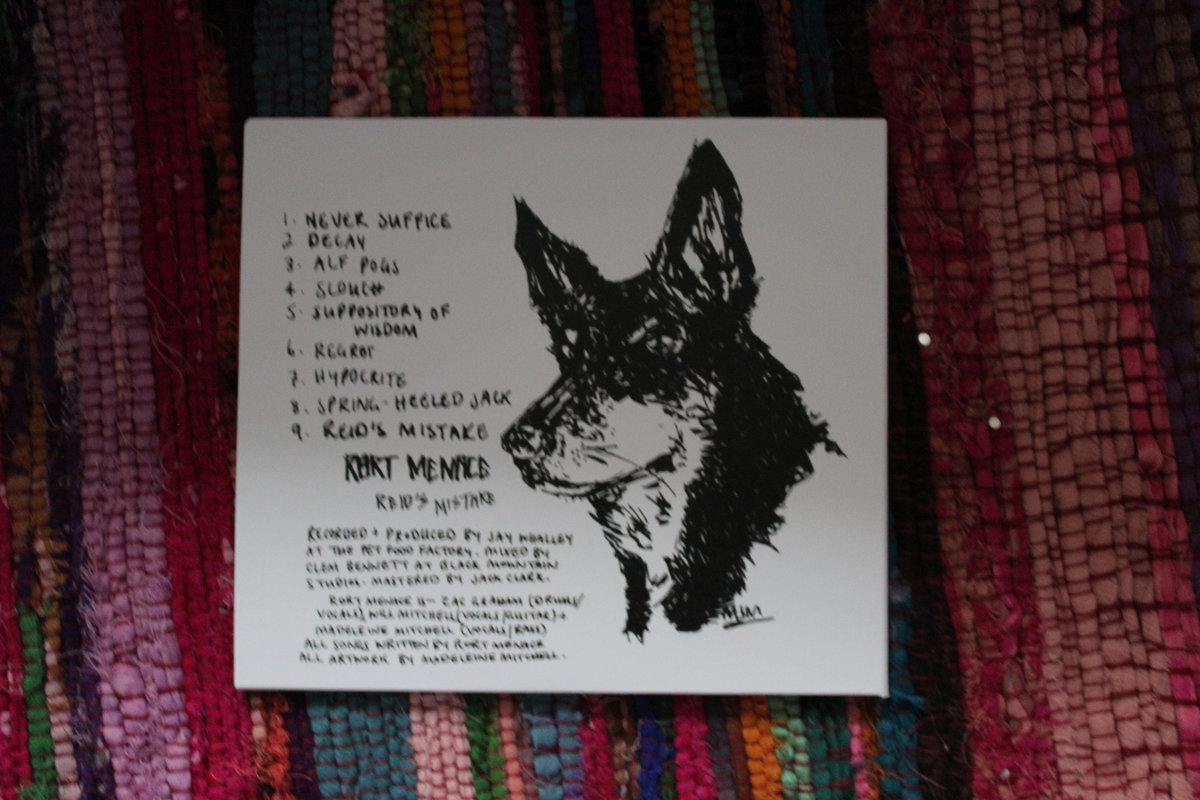 1. NEVER SUFFICE
2 DECAY
3. ALF POGS
4. SLOUCH
5. SUPPOSITORY OF
WISDOM
6. REGROT
7. HYPOCRITE
8. SPRING-HEELED JACK
9. REID'S MISTAKE
RORT MENACE
REID'S MISTAKE
RECORDED + PRODUCED BY JAY WHALLEY
AT THE PET FOOD FACTORY. MIXED BY
CLEM BENNETT AT BLACK MOUNTAIN
STUDIOS. MASTERED BY JACK CLARK.
RORT MENACE IS - ZAC GRAHAM (DRUMS/
VOCALS), WILL MITCHELL (VOCALS/GUITAR) +
MADELEINE MITCHELL (VOCALS/BASS)
ALL SONGS WRITTEN BY RORT MENACE
ALL ARTWORK BY MADELEINE MITCHELL.